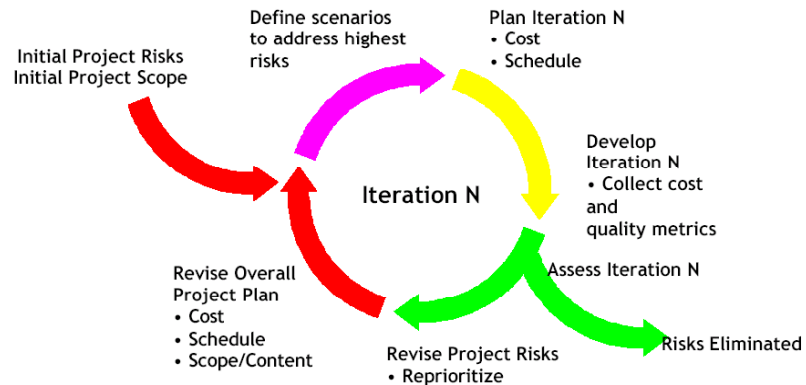 Define scenarios
to address highest
risks
Plan Iteration N
• Cost
• Schedule
Initial Project Risks
Initial Project Scope
Develop
Iteration N
• Collect cost
and
quality metrics
Iteration N
Assess Iteration N
Revise Overall
Project Plan
• Cost
• Schedule
• Scope/Content
Revise Project Risks
• Reprioritize
Risks Eliminated